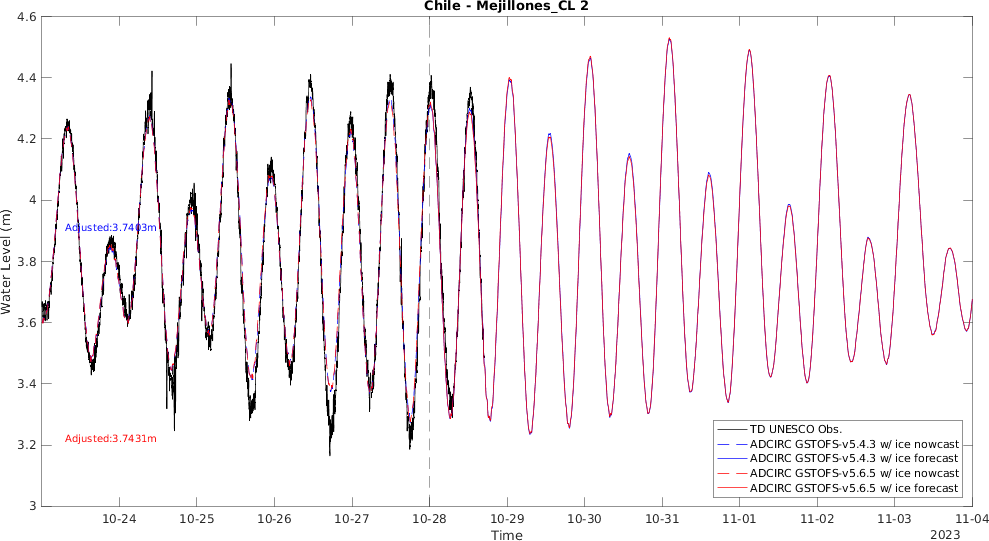 Chile - Mejillones_CL 2
4.6
4.4
4.2
4
3.8
3.6
3.4
3.2
3
Water Level (m)
Adjusted:3.7403m
Adjusted:3.7431m
TD UNESCO Obs.
ADCIRC GSTOFS-v5.4.3 w/ ice nowcast
ADCIRC GSTOFS-v5.4.3 w/ ice forecast
ADCIRC GSTOFS-v5.6.5 w/ ice nowcast
ADCIRC GSTOFS-v5.6.5 w/ ice forecast
10-24 10-25 10-26 10-27 10-28 10-29 10-30 10-31 11-01 11-02 11-03 11-04
Time
2023